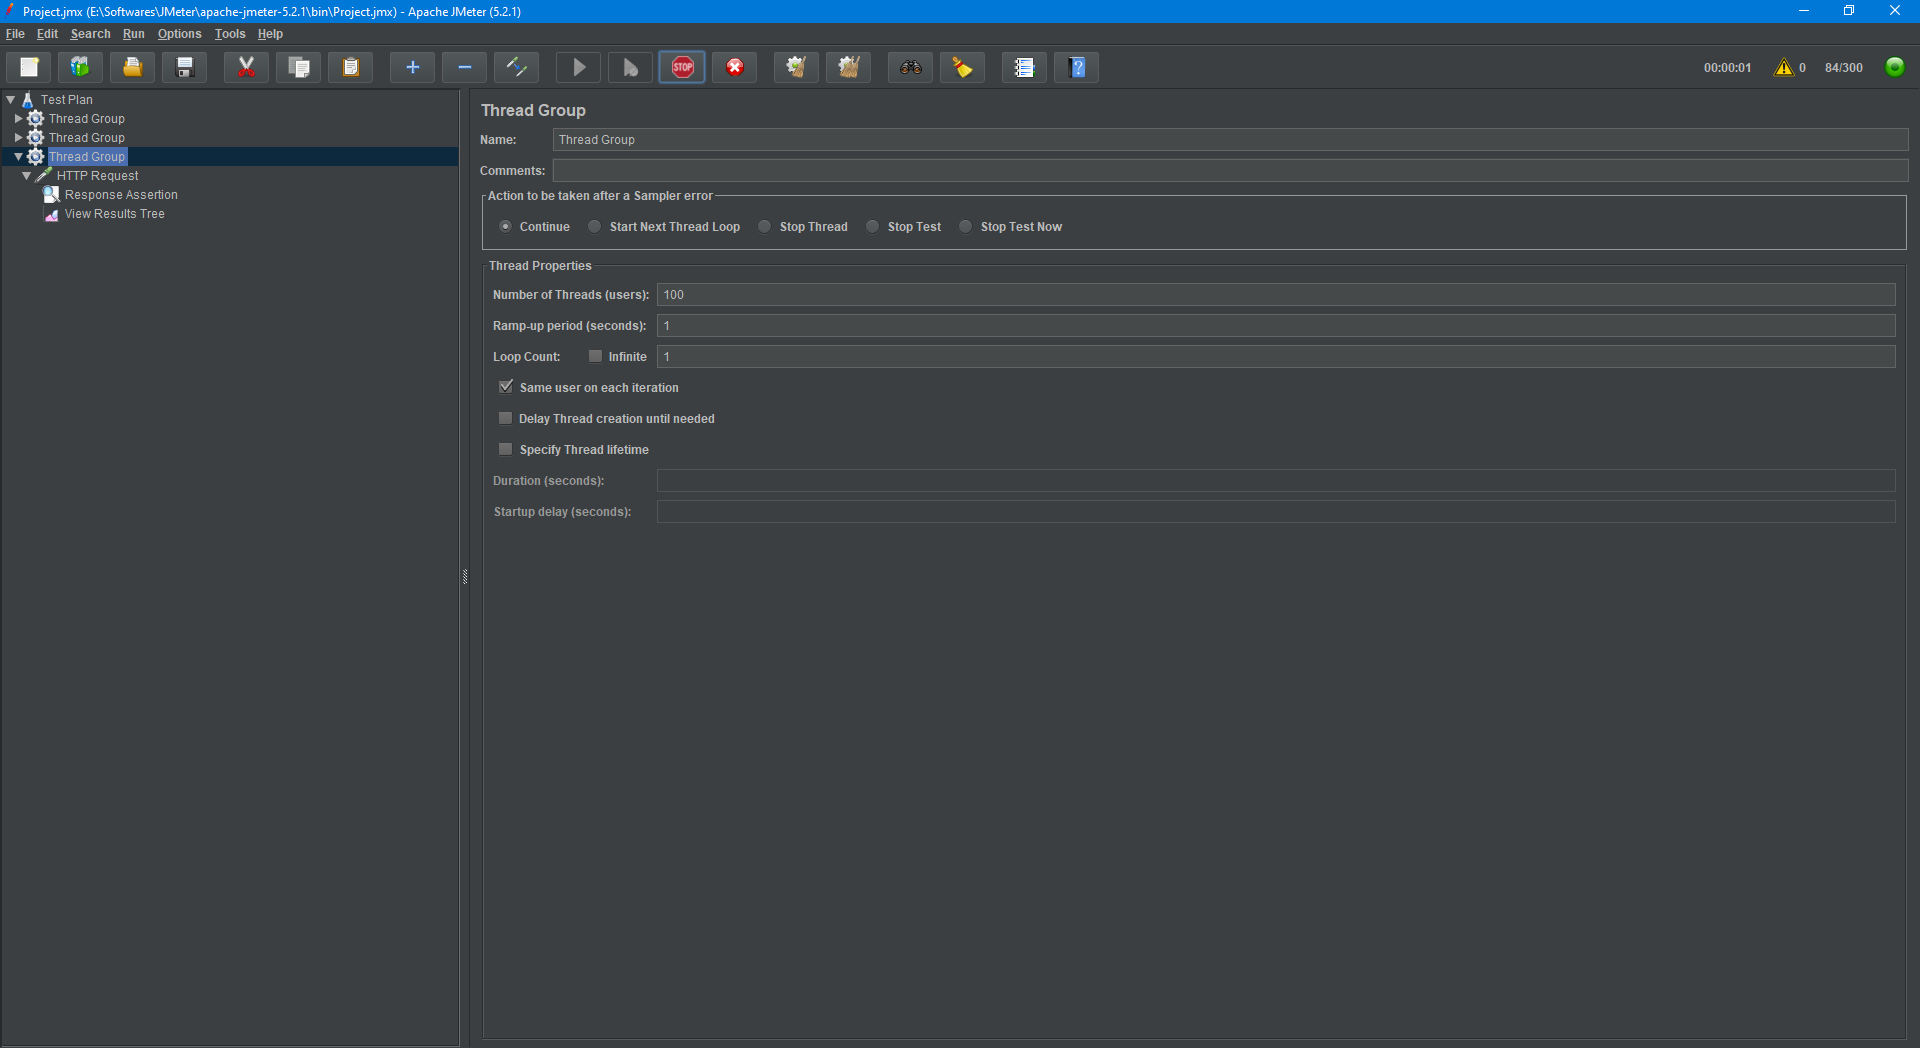 Project.jmx (E:\Softwares\JMeter\apache-jmeter-5.2.1\bin\Project.jmx) - Apache JMeter (5.2.1)
File Edit Search Run Options Tools Help
STOP 00:00:01 0 84/300
Test Plan
Thread Group
Thread Group
Thread Group
HTTP Request
Response Assertion
View Results Tree
Thread Group
Name: Thread Group
Comments:
Action to be taken after a Sampler error
Continue Start Next Thread Loop Stop Thread Stop Test Stop Test Now
Thread Properties
Number of Threads (users): 100
Ramp-up period (seconds): 1
Loop Count: Infinite 1
Same user on each iteration
Delay Thread creation until needed
Specify Thread lifetime
Duration (seconds):
Startup delay (seconds):